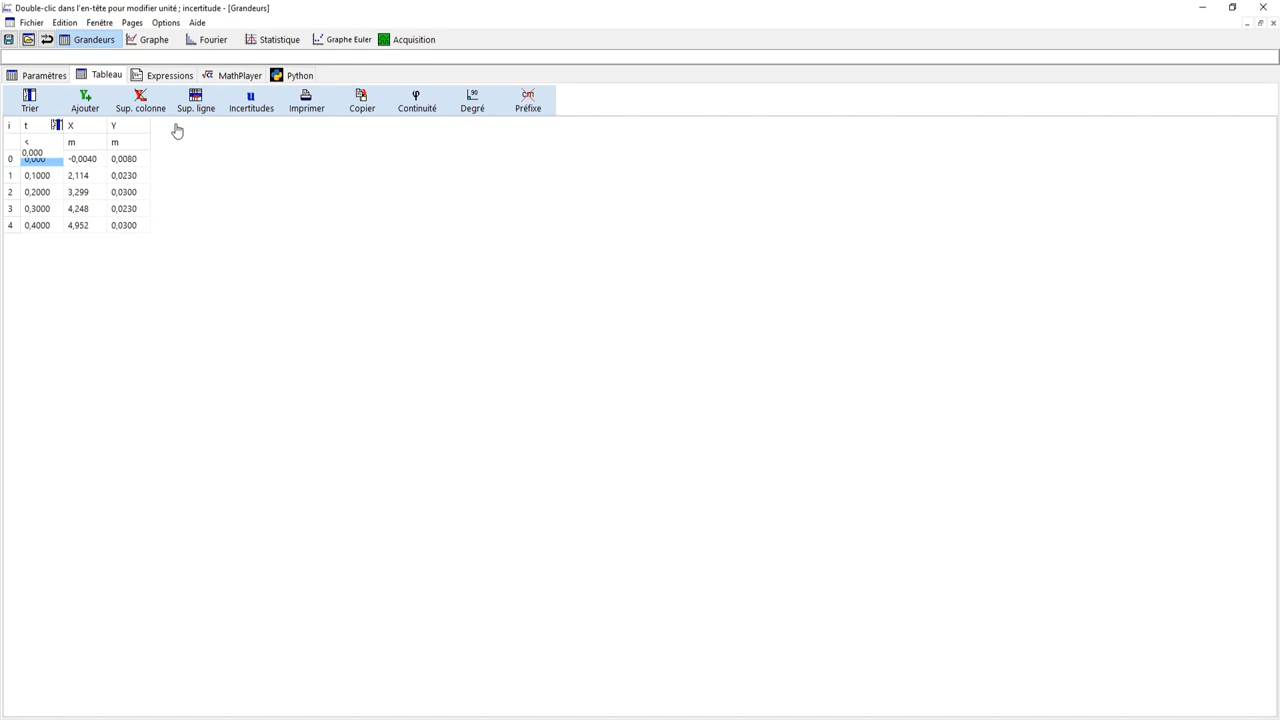 Double-clic dans l'en-tête pour modifier unité ; incertitude - [Grandeurs]
Fichier Edition Fenêtre Pages Options Aide
Grandeurs Graphe Fourier Statistique Graphe Euler Acquisition
Paramètres Tableau Expressions MathPlayer Python
Trier Ajouter Sup. colonne Sup. ligne Incertitudes Imprimer Copier Continuité Degré Préfixe
i t X Y
s m m
0,000
0 0,000 -0,0040 0,0080
1 0,1000 2,114 0,0230
2 0,2000 3,299 0,0300
3 0,3000 4,248 0,0230
4 0,4000 4,952 0,0300